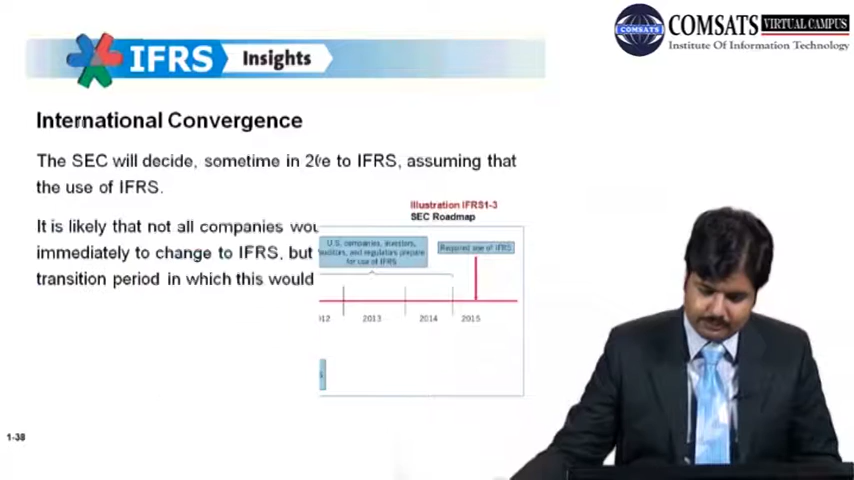 IFRS Insights
COMSATS VIRTUAL CAMPUS
Institute Of Information Technology
International Convergence
The SEC will decide, sometime in to IFRS, assuming that
the use of IFRS.
Illustration IFRS1-3
SEC Roadmap
It is likely that not all companies
immediately to change to IFRS, but
transition period in which this would
U.S. companies, investors,
auditors, and regulators prepare
for use of IFRS
Required use of IFRS
2013
2014
2015
1-38